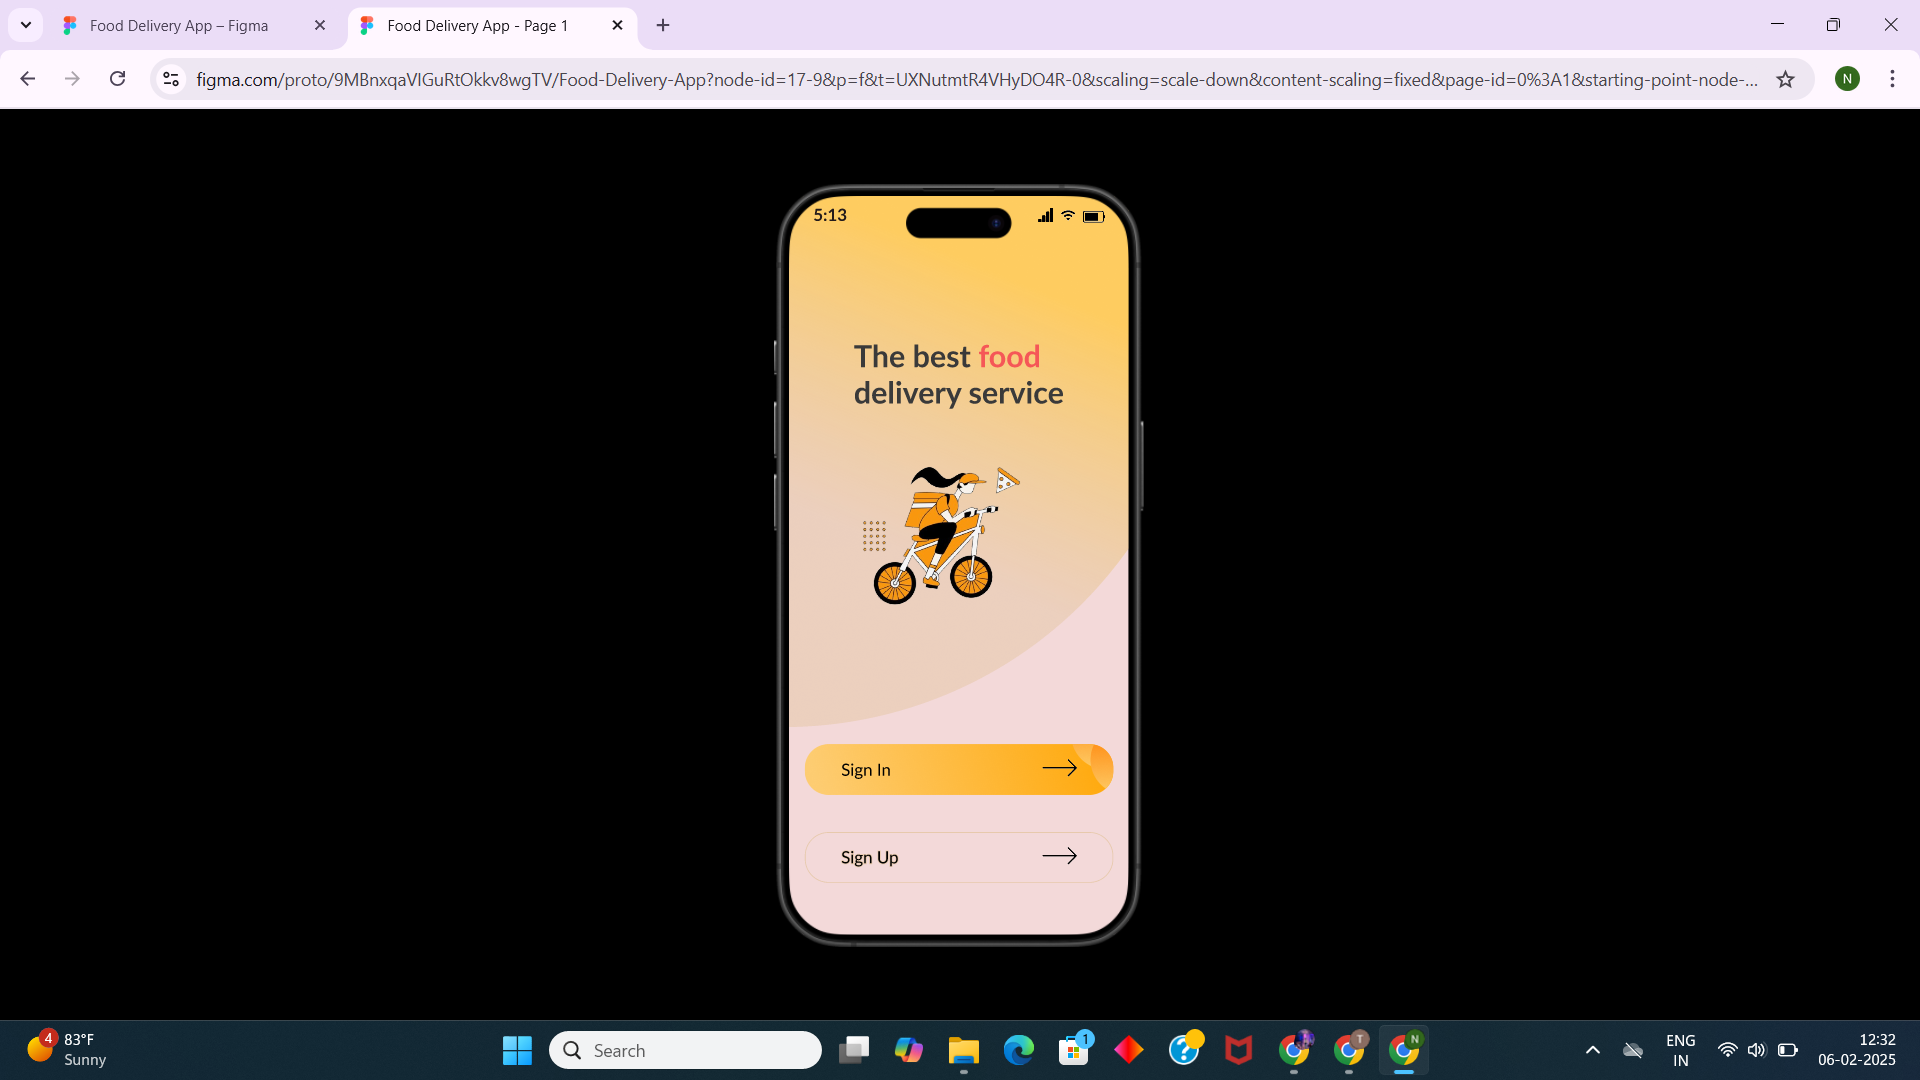 Food Delivery App – Figma
Food Delivery App - Page 1
figma.com/proto/9MBnxqaVIGuRtOkkv8wgTV/Food-Delivery-App?node-id=17-9&p=f&t=UXNutmtR4VHyDO4R-0&scaling=scale-down&content-scaling=fixed&page-id=0%3A1&starting-point-node-...
N
5:13
The best food
delivery service
Sign In
Sign Up
4
83°F
Sunny
Search
1
T
N
ENG
IN
12:32
06-02-2025